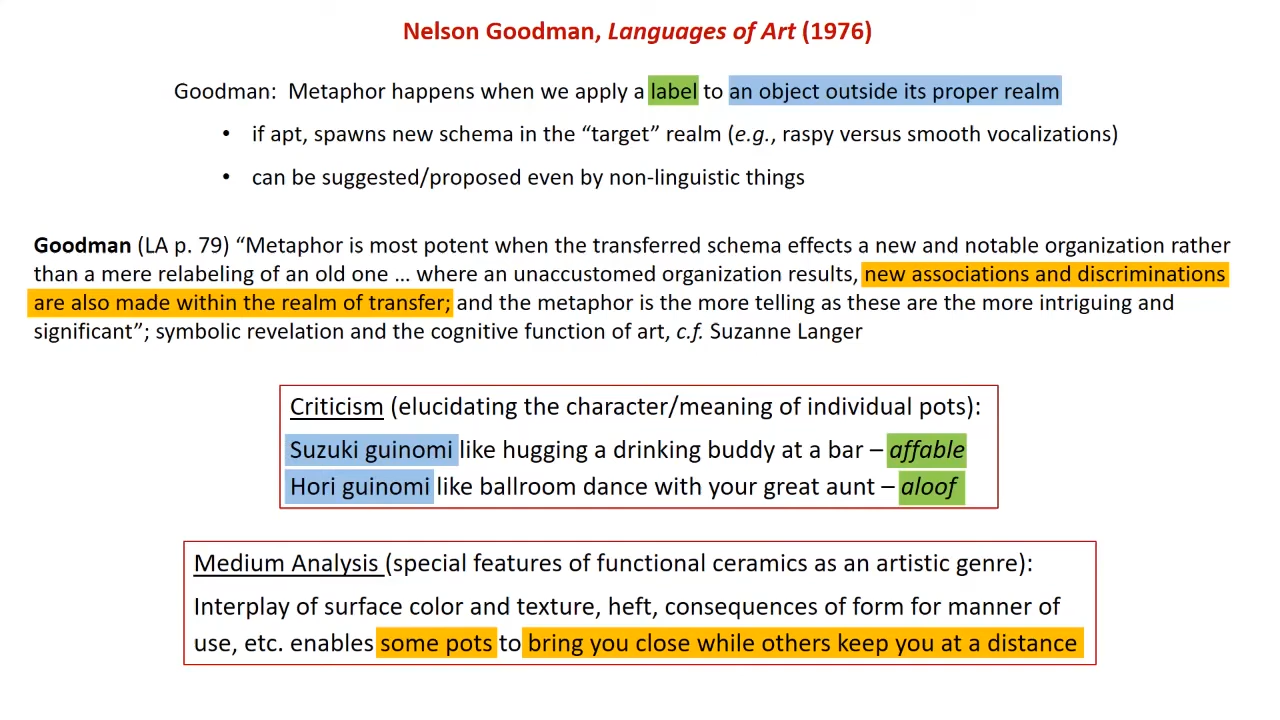 Nelson Goodman, Languages of Art (1976)
Goodman:  Metaphor happens when we apply a label to an object outside its proper realm
• if apt, spawns new schema in the “target” realm (e.g., raspy versus smooth vocalizations)
• can be suggested/proposed even by non-linguistic things
Goodman (LA p. 79) “Metaphor is most potent when the transferred schema effects a new and notable organization rather
than a mere relabeling of an old one … where an unaccustomed organization results, new associations and discriminations
are also made within the realm of transfer; and the metaphor is the more telling as these are the more intriguing and
significant”; symbolic revelation and the cognitive function of art, c.f. Suzanne Langer
Criticism (elucidating the character/meaning of individual pots):
Suzuki guinomi like hugging a drinking buddy at a bar – affable
Hori guinomi like ballroom dance with your great aunt – aloof
Medium Analysis (special features of functional ceramics as an artistic genre):
Interplay of surface color and texture, heft, consequences of form for manner of
use, etc. enables some pots to bring you close while others keep you at a distance